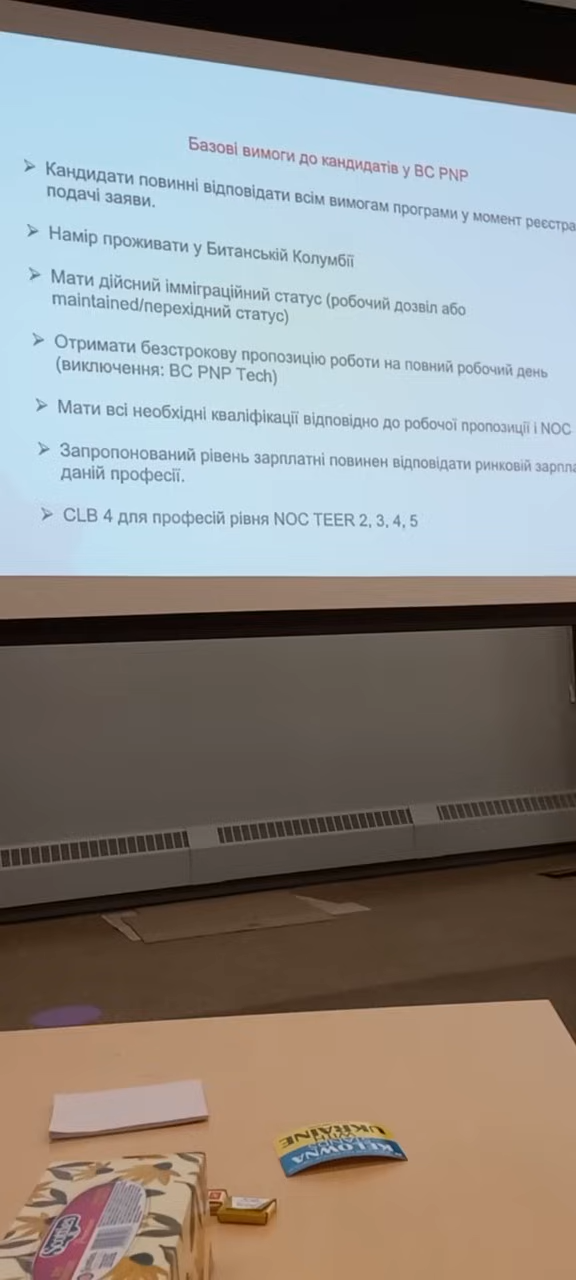 Базові вимоги до кандидатів у BC PNP
➢ Кандидати повинні відповідати всім вимогам програми у момент реєстра
подачі заяви.
➢ Намір проживати у Битанській Колумбії
➢ Мати дійсний імміграційний статус (робочий дозвіл або
maintained/перехідний статус)
➢ Отримати безстрокову пропозицію роботи на повний робочий день
(виключення: BC PNP Tech)
➢ Мати всі необхідні кваліфікації відповідно до робочої пропозиції і NOC
➢ Запропонований рівень зарплатні повинен відповідати ринковій зарпла
даній професії.
➢ CLB 4 для професій рівня NOC TEER 2, 3, 4, 5
KELOWNA
STANDS
WITH
UKRAINE